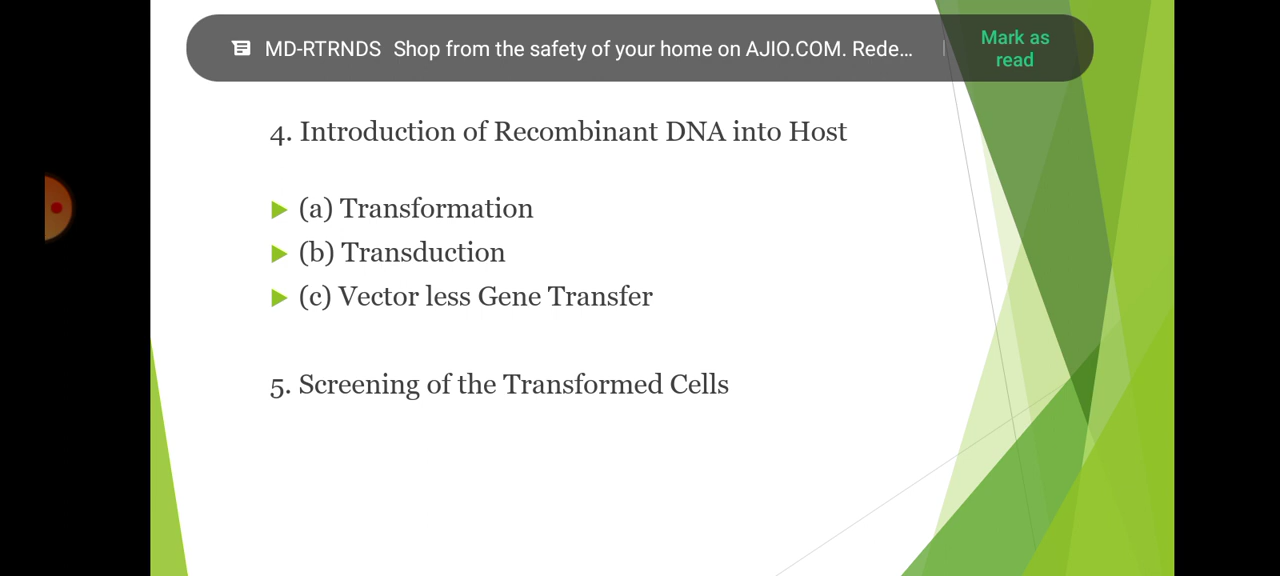 MD-RTRNDS Shop from the safety of your home on AJIO.COM. Rede...
Mark as
read
4. Introduction of Recombinant DNA into Host
(a) Transformation
(b) Transduction
(c) Vector less Gene Transfer
5. Screening of the Transformed Cells